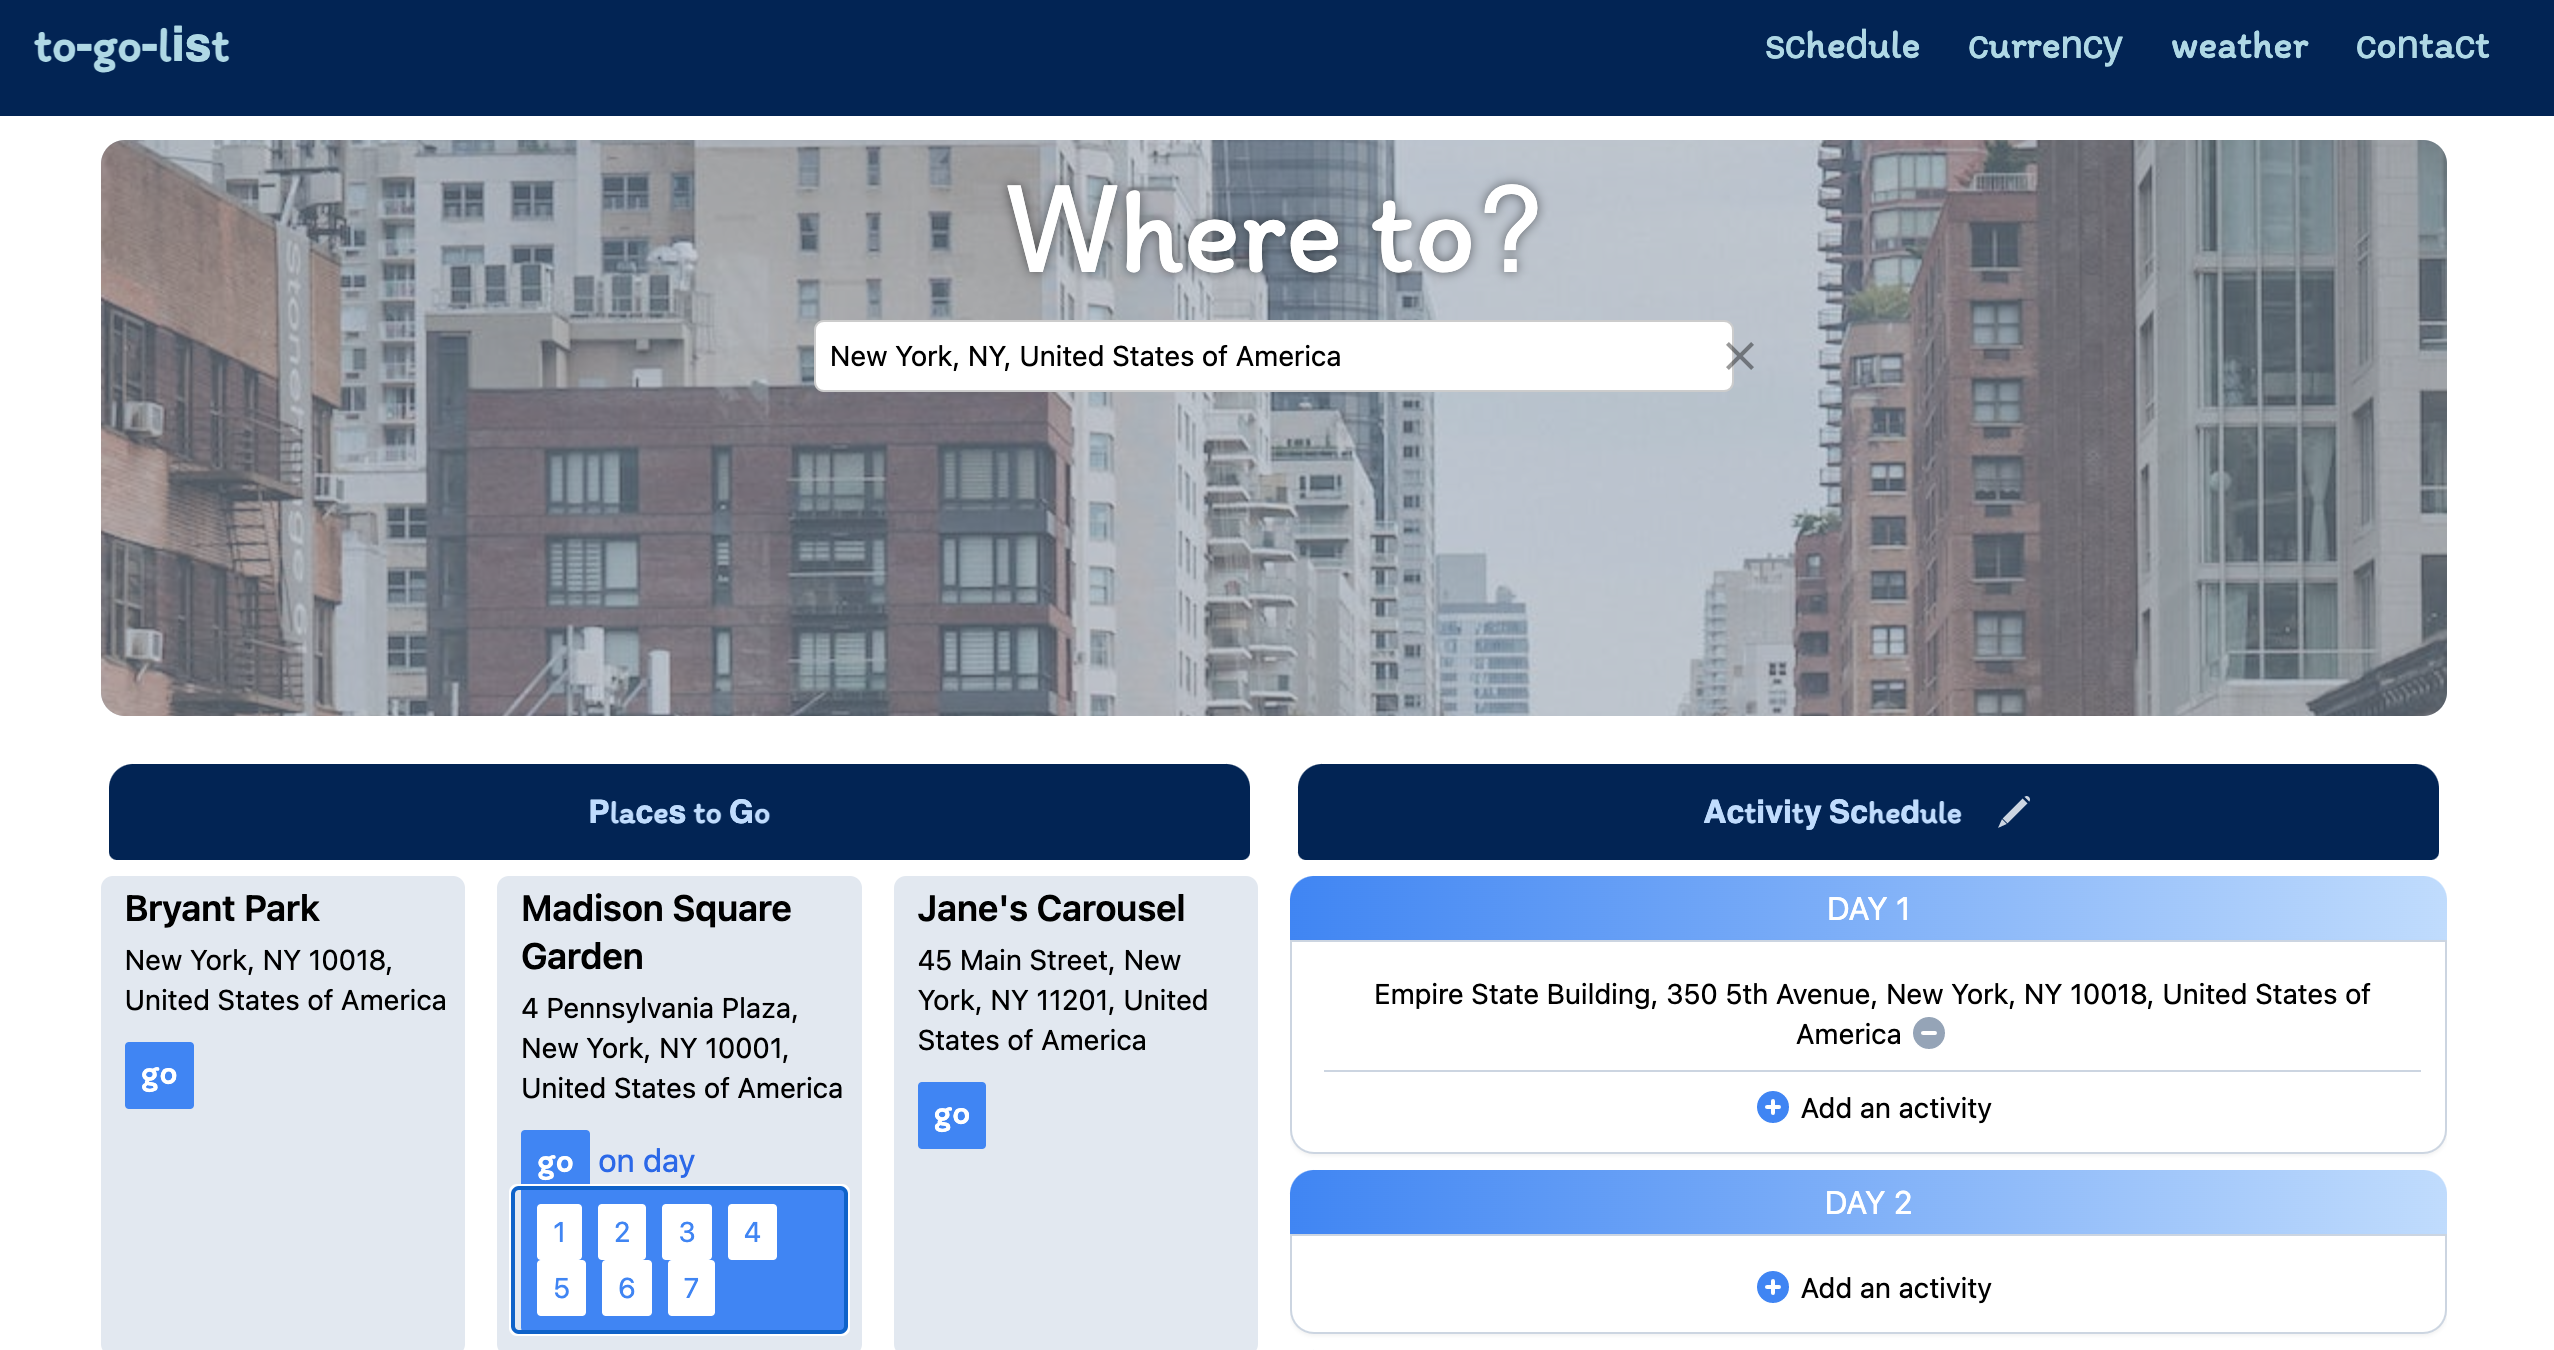 to-go-list
schedule currency weather contact
Where to?
New York, NY, United States of America
Places to Go
Bryant Park
New York, NY 10018,
United States of America
go
Madison Square
Garden
4 Pennsylvania Plaza,
New York, NY 10001,
United States of America
go on day
1 2 3 4
5 6 7
Jane's Carousel
45 Main Street, New
York, NY 11201, United
States of America
go
Activity Schedule
DAY 1
Empire State Building, 350 5th Avenue, New York, NY 10018, United States of
America
Add an activity
DAY 2
Add an activity